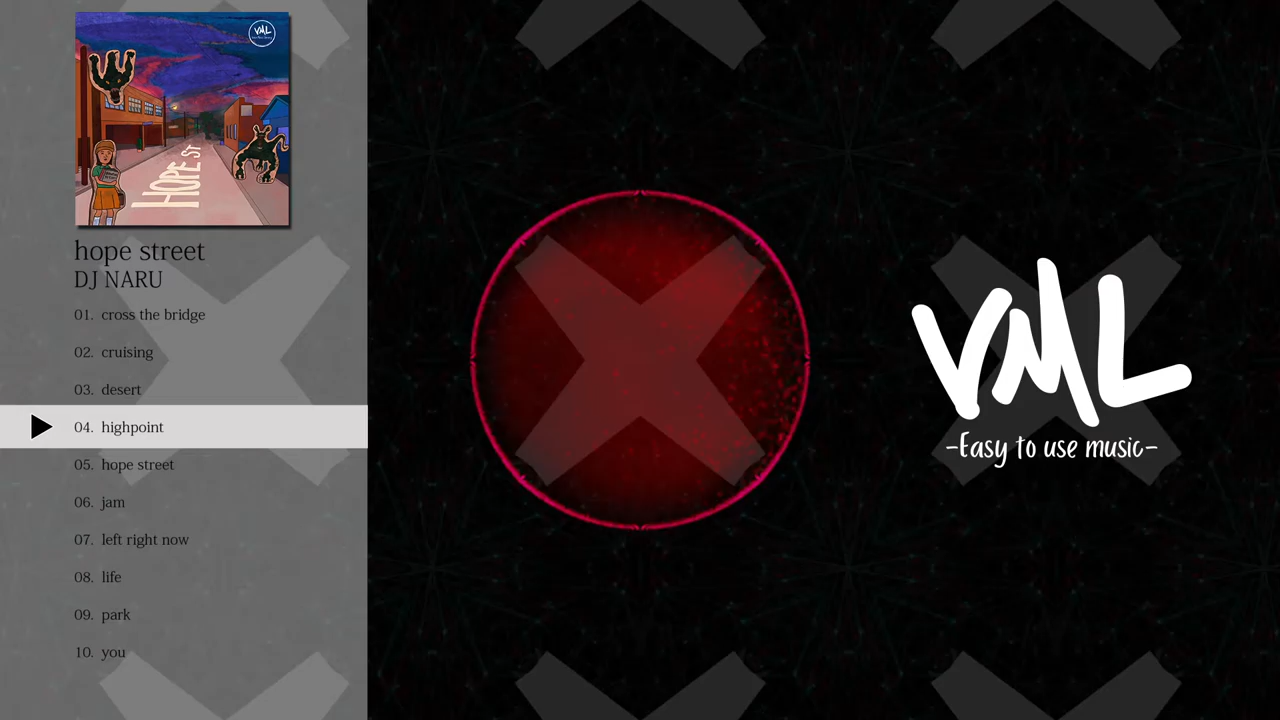 VML
HOPE ST
hope street
DJ NARU
01. cross the bridge
02. cruising
03. desert
04. highpoint
05. hope street
06. jam
07. left right now
08. life
09. park
10. you
VML
-Easy to use music-